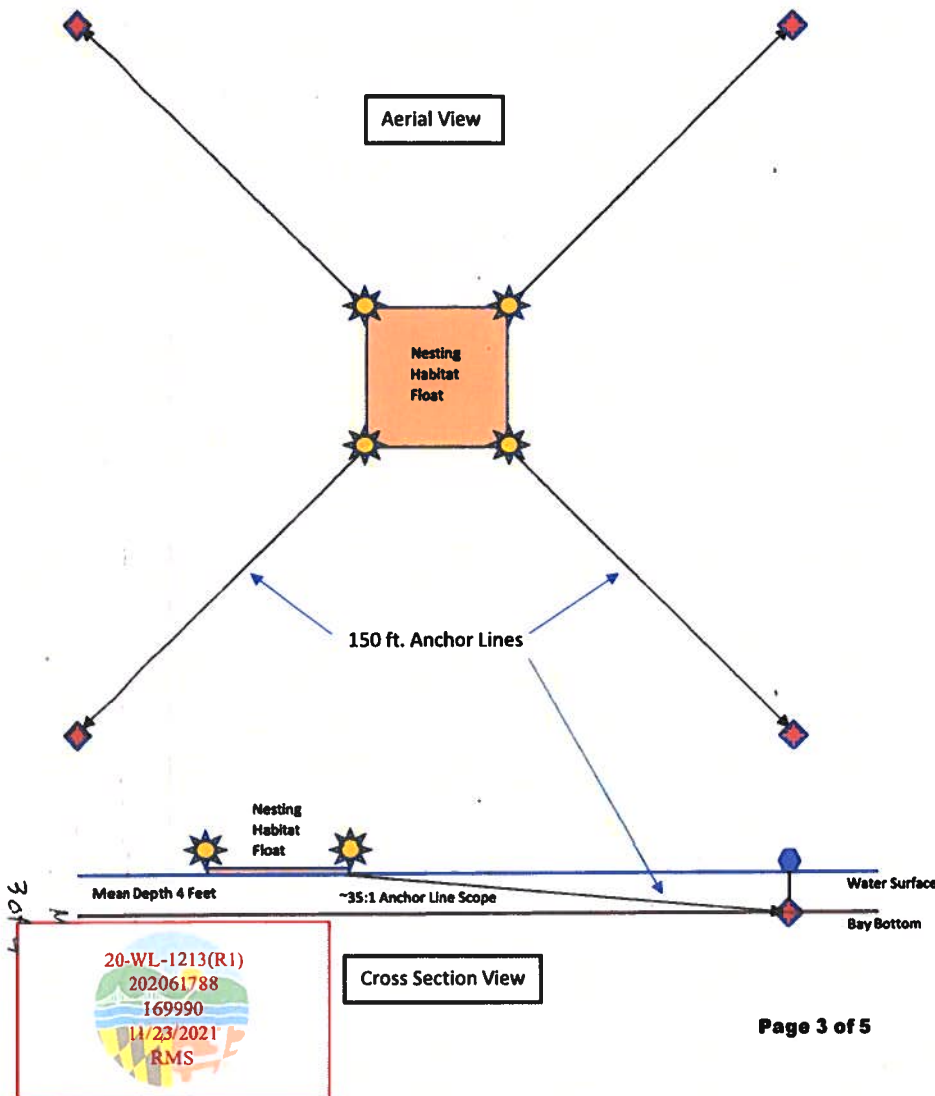 Aerial View
Nesting
Habitat
Float
150 ft. Anchor Lines
Nesting
Habitat
Float
Mean Depth 4 Feet
~35:1 Anchor Line Scope
Water Surface
Bay Bottom
20-WL-1213(R1)
202061788
169990
11/23/2021
RMS
Cross Section View
Page 3 of 5